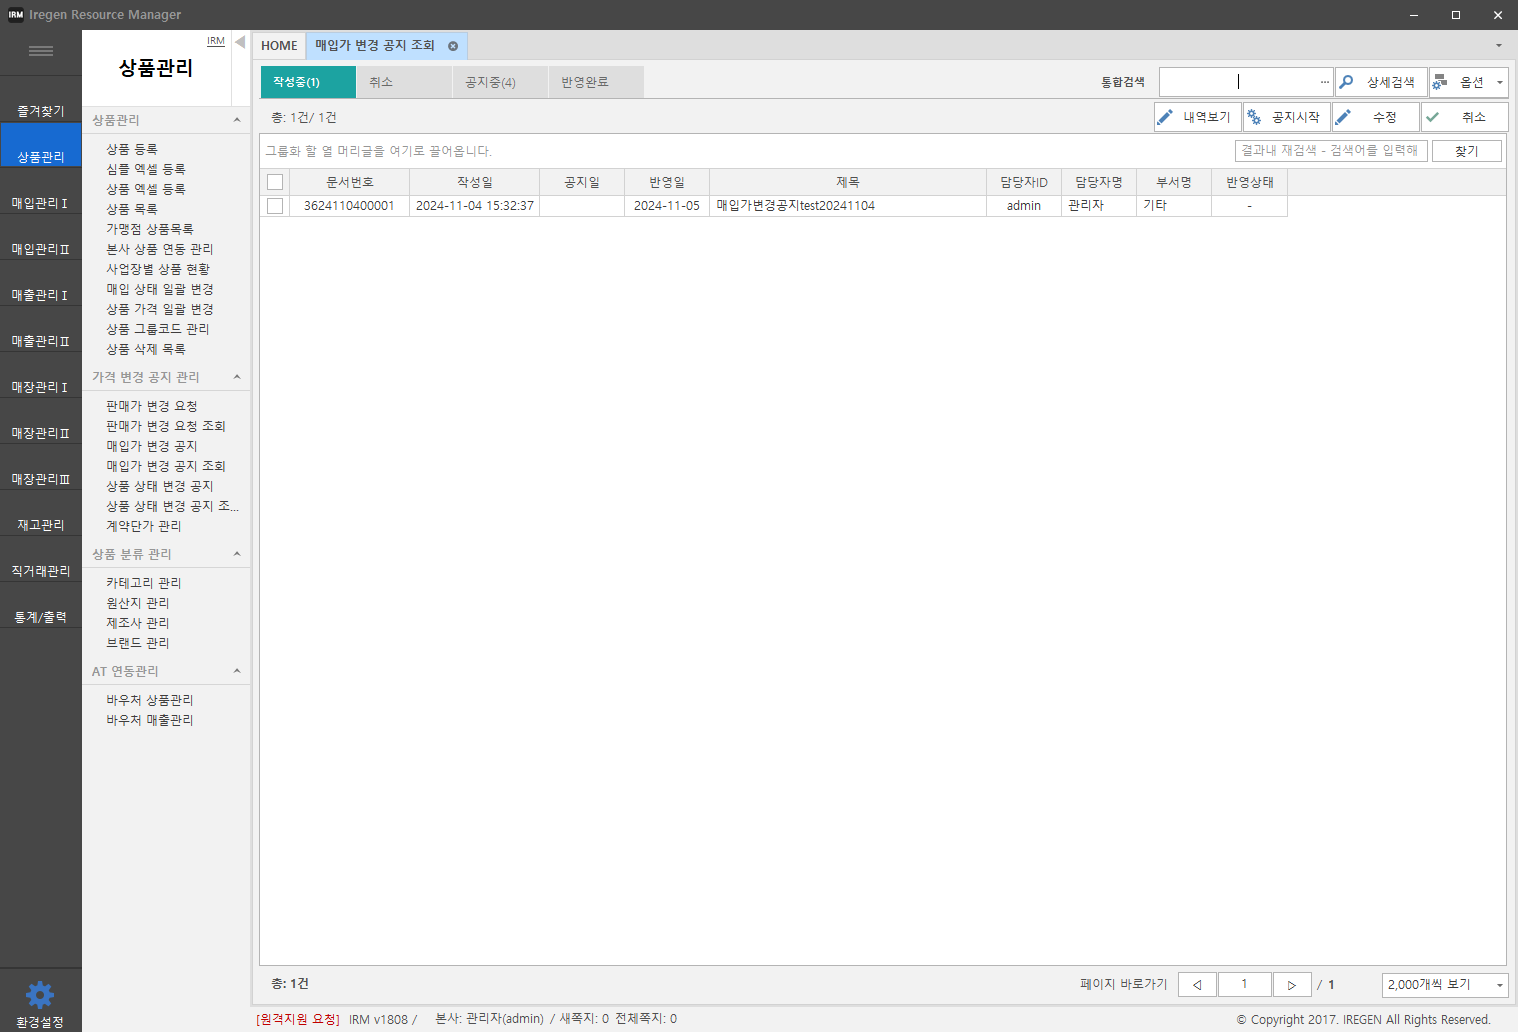 IRM Iregen Resource Manager
즐겨찾기
상품관리
매입관리 I
매입관리 II
매출관리 I
매출관리 II
매장관리 I
매장관리 II
매장관리 III
재고관리
직거래관리
통계/출력
환경설정
IRM
상품관리
상품관리
상품 등록
심플 엑셀 등록
상품 엑셀 등록
상품 목록
가맹점 상품목록
본사 상품 연동 관리
사업장별 상품 현황
매입 상태 일괄 변경
상품 가격 일괄 변경
상품 그룹코드 관리
상품 삭제 목록
가격 변경 공지 관리
판매가 변경 요청
판매가 변경 요청 조회
매입가 변경 공지
매입가 변경 공지 조회
상품 상태 변경 공지
상품 상태 변경 공지 조...
계약단가 관리
상품 분류 관리
카테고리 관리
원산지 관리
제조사 관리
브랜드 관리
AT 연동관리
바우처 상품관리
바우처 매출관리
HOME 매입가 변경 공지 조회
작성중(1) 취소 공지중(4) 반영완료 통합검색 ... 상세검색 옵션
총: 1건/ 1건 내역보기 공지시작 수정 취소
그룹화 할 열 머리글을 여기로 끌어옵니다. 결과내 재검색 - 검색어를 입력해 찾기
문서번호 작성일 공지일 반영일 제목 담당자ID 담당자명 부서명 반영상태
3624110400001 2024-11-04 15:32:37 2024-11-05 매입가변경공지test20241104 admin 관리자 기타 -
총: 1건 페이지 바로가기 1 / 1 2,000개씩 보기
[원격지원 요청] IRM v1808 / 본사: 관리자(admin) / 새쪽지: 0 전체쪽지: 0 © Copyright 2017. IREGEN All Rights Reserved.